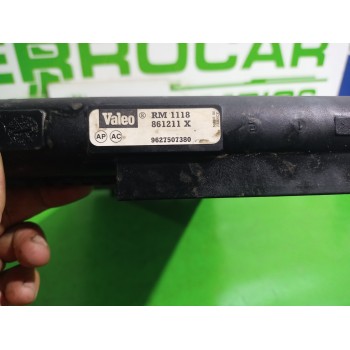 ERROCAR
Valeo ® RM 1118
861211 X
AP AC 9627507380